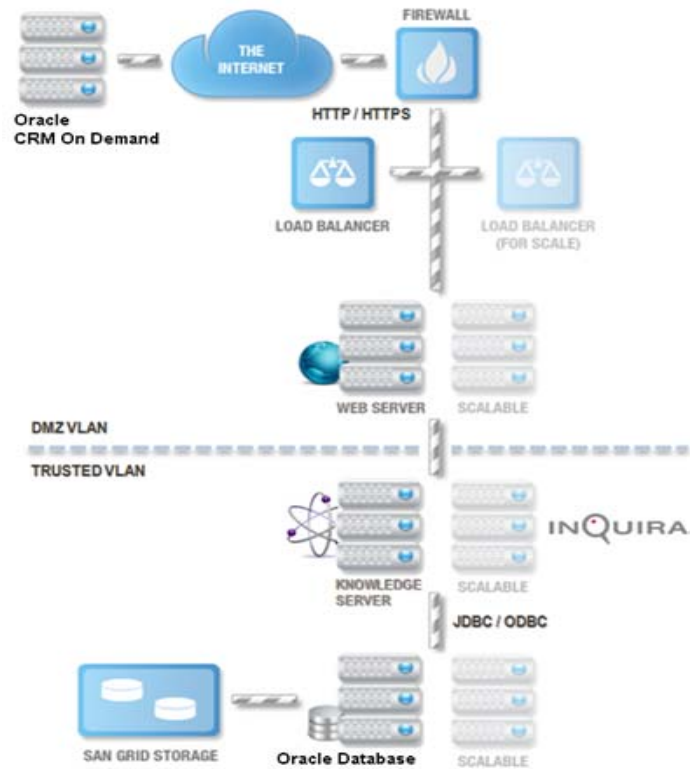 FIREWALL
THE
INTERNET
Oracle
CRM On Demand
HTTP / HTTPS
LOAD BALANCER
LOAD BALANCER
(FOR SCALE)
WEB SERVER
SCALABLE
DMZ VLAN
TRUSTED VLAN
INQUIRA
KNOWLEDGE
SERVER
SCALABLE
JDBC / ODBC
SAN GRID STORAGE
Oracle Database
SCALABLE